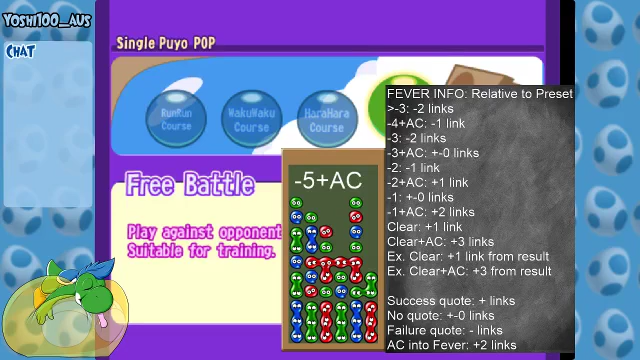 Yoshi100_aus
Chat
Single Puyo POP
RunRun
Course
WakuWaku
Course
HaraHara
Course
Free Battle
Play against opponent
Suitable for training.
-5+AC
FEVER INFO: Relative to Preset
>-3: -2 links
-4+AC: -1 link
-3: -2 links
-3+AC: +-0 links
-2: -1 link
-2+AC: +1 link
-1: +-0 links
-1+AC: +2 links
Clear: +1 link
Clear+AC: +3 links
Ex. Clear: +1 link from result
Ex. Clear+AC: +3 from result
Success quote: + links
No quote: +-0 links
Failure quote: - links
AC into Fever: +2 links